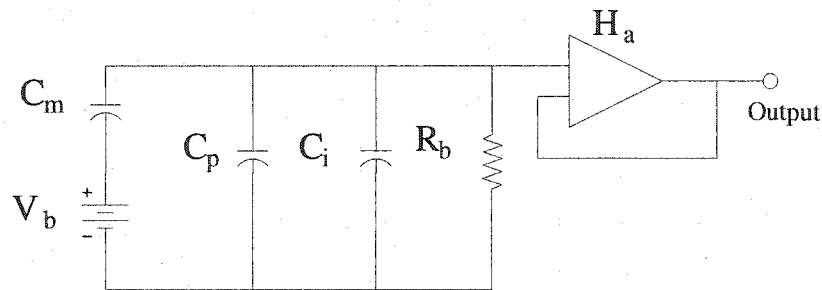 H_a
C_m
Output
C_p
C_i
R_b
V_b
+
-